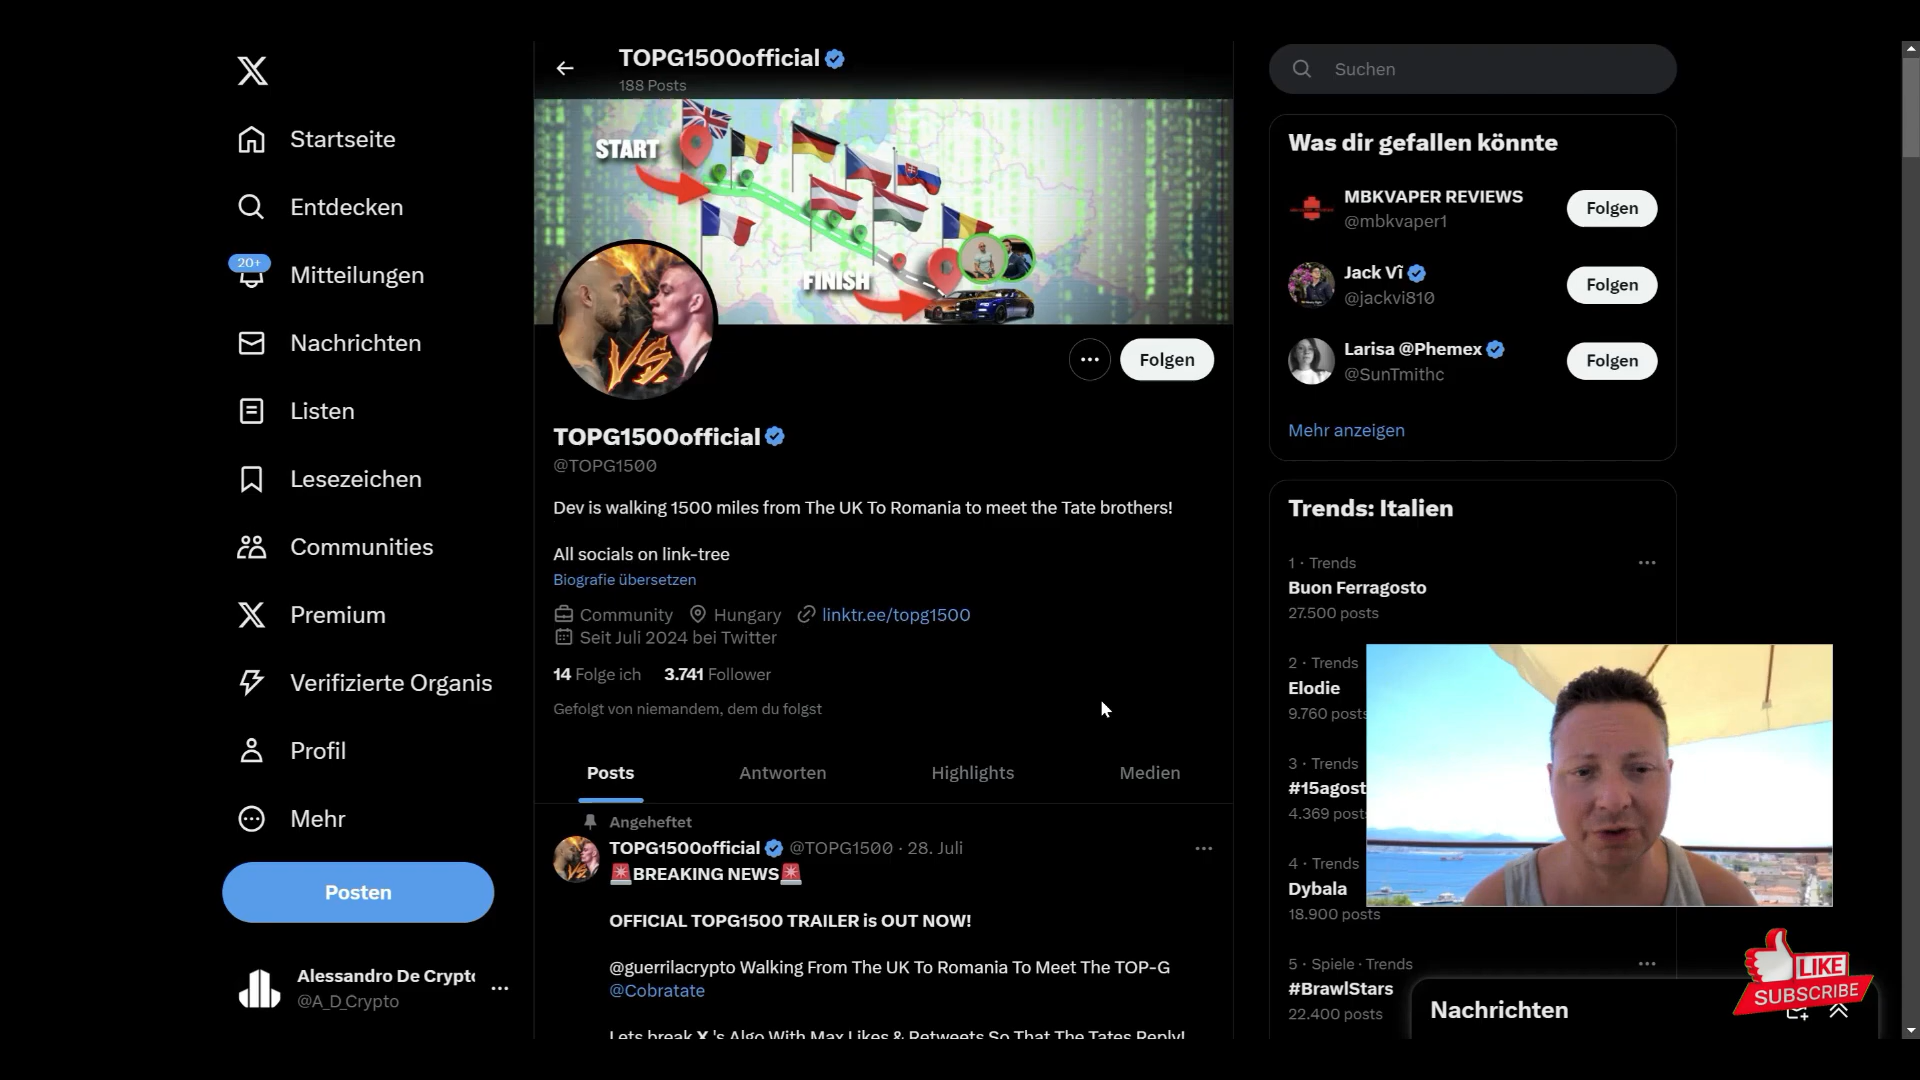 Startseite
Entdecken
20+
Mitteilungen
Nachrichten
Listen
Lesezeichen
Communities
Premium
Verifizierte Organis
Profil
Mehr
Posten
Alessandro De Crypto
@A_D_Crypto
TOPG1500official
188 Posts
START
FINISH
VS.
Folgen
TOPG1500official
@TOPG1500
Dev is walking 1500 miles from The UK To Romania to meet the Tate brothers!
All socials on link-tree
Biografie übersetzen
Community Hungary linktr.ee/topg1500
Seit Juli 2024 bei Twitter
14 Folge ich 3.741 Follower
Gefolgt von niemandem, dem du folgst
Posts Antworten Highlights Medien
Angeheftet
TOPG1500official @TOPG1500 · 28. Juli
🚨BREAKING NEWS🚨
OFFICIAL TOPG1500 TRAILER is OUT NOW!
@guerrilacrypto Walking From The UK To Romania To Meet The TOP-G
@Cobratate
Lets break X 's Algo With Max Likes & Retweets So That The Tates Reply!
Suchen
Was dir gefallen könnte
MBKVAPER REVIEWS
@mbkvaper1
Folgen
Jack Vĩ
@jackvi810
Folgen
Larisa @Phemex
@SunTmithc
Folgen
Mehr anzeigen
Trends: Italien
1 · Trends
Buon Ferragosto
27.500 posts
2 · Trends
Elodie
9.760 posts
3 · Trends
#15agost
4.369 post
4 · Trends
Dybala
18.900 posts
5 · Spiele · Trends
#BrawlStars
22.400 posts
Nachrichten
LIKE
SUBSCRIBE